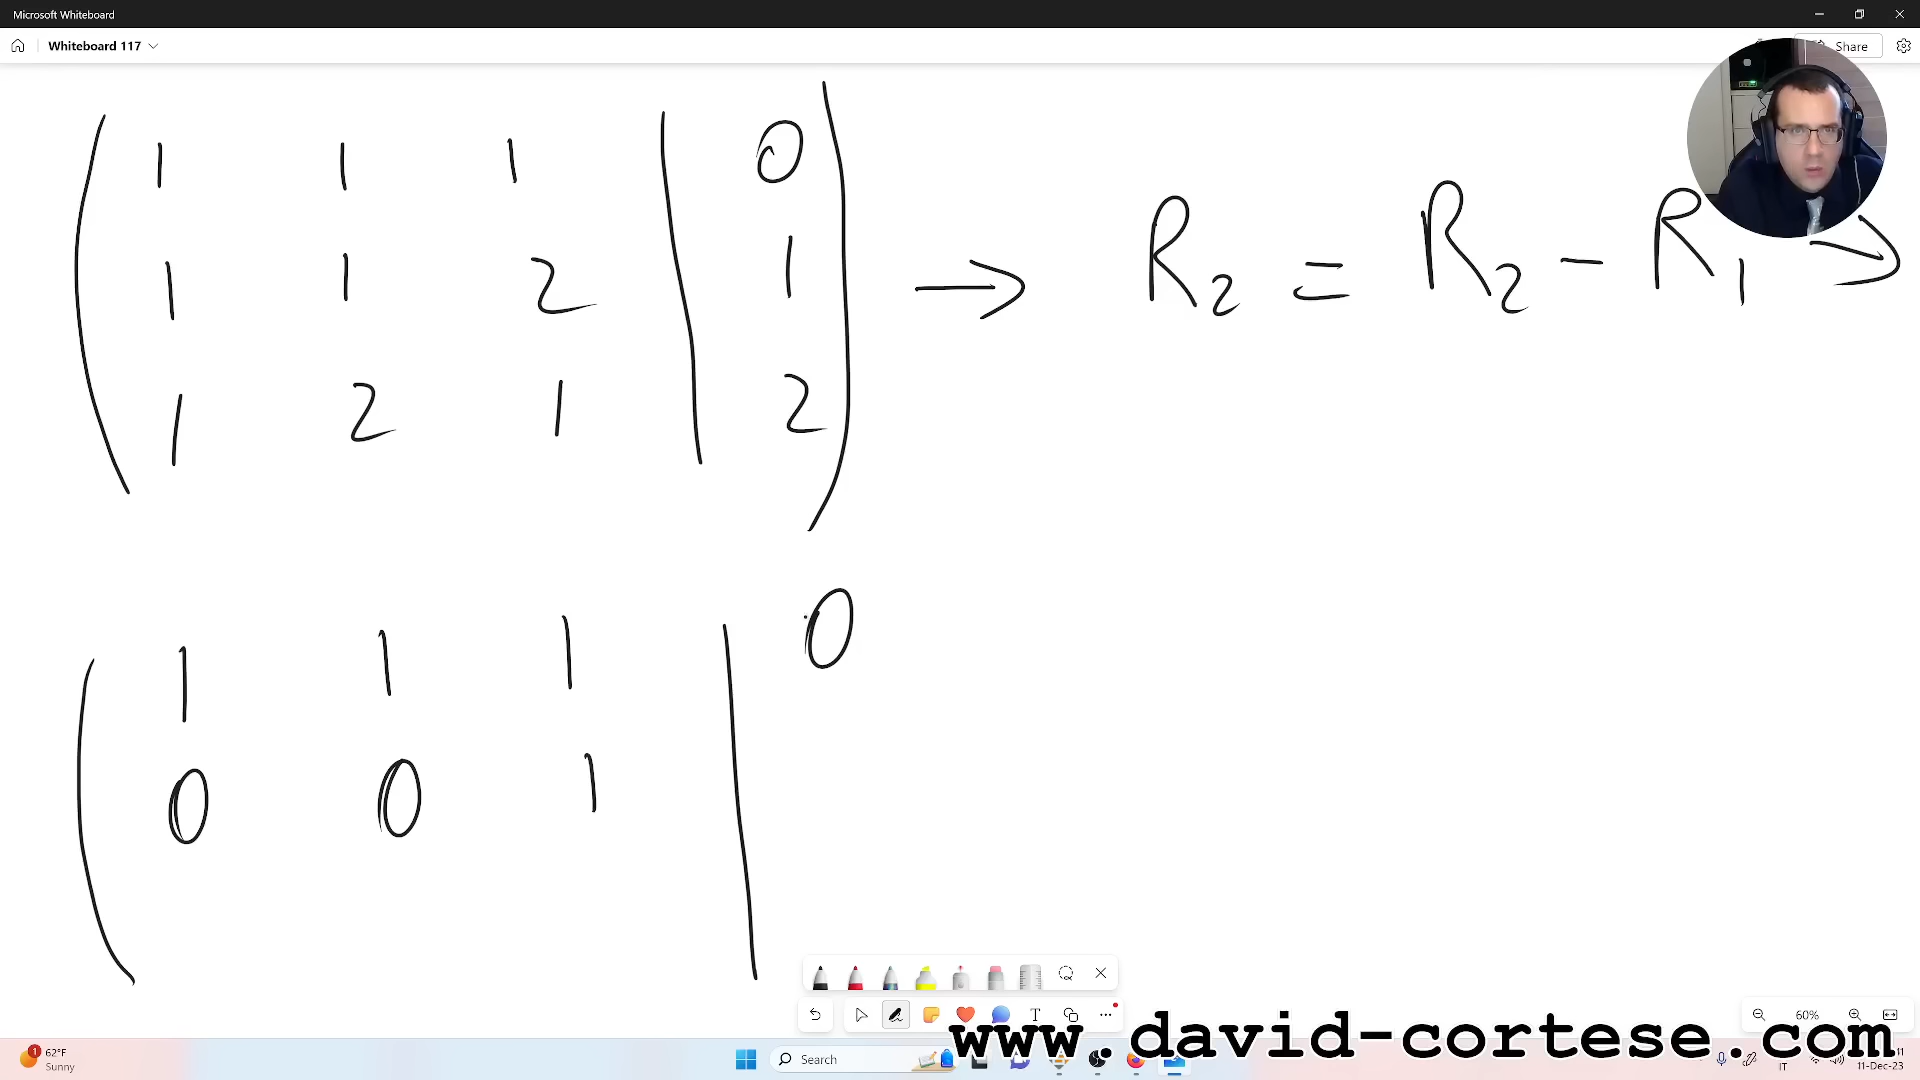 Microsoft Whiteboard
Whiteboard 117
Share
1 1 1 | 0
1 1 2 | 1 → R2 = R2 - R1 →
1 2 1 | 2
1 1 1 | 0
0 0 1
60%
www.david-cortese.com
1
62°F
Sunny
Search
IT
11-Dec-23